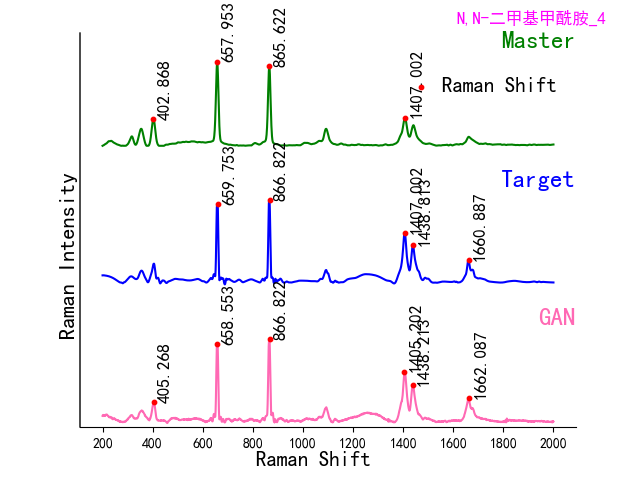 N,N-二甲基甲酰胺_4
Master
Raman Shift
402. 868
657. 953
865. 622
1407. 002
Target
659. 753
866. 822
1407. 002
1438. 813
1660. 887
GAN
405. 268
658. 553
866. 822
1405. 202
1438. 213
1662. 087
Raman Intensity
200 400 600 800 1000 1200 1400 1600 1800 2000
Raman Shift